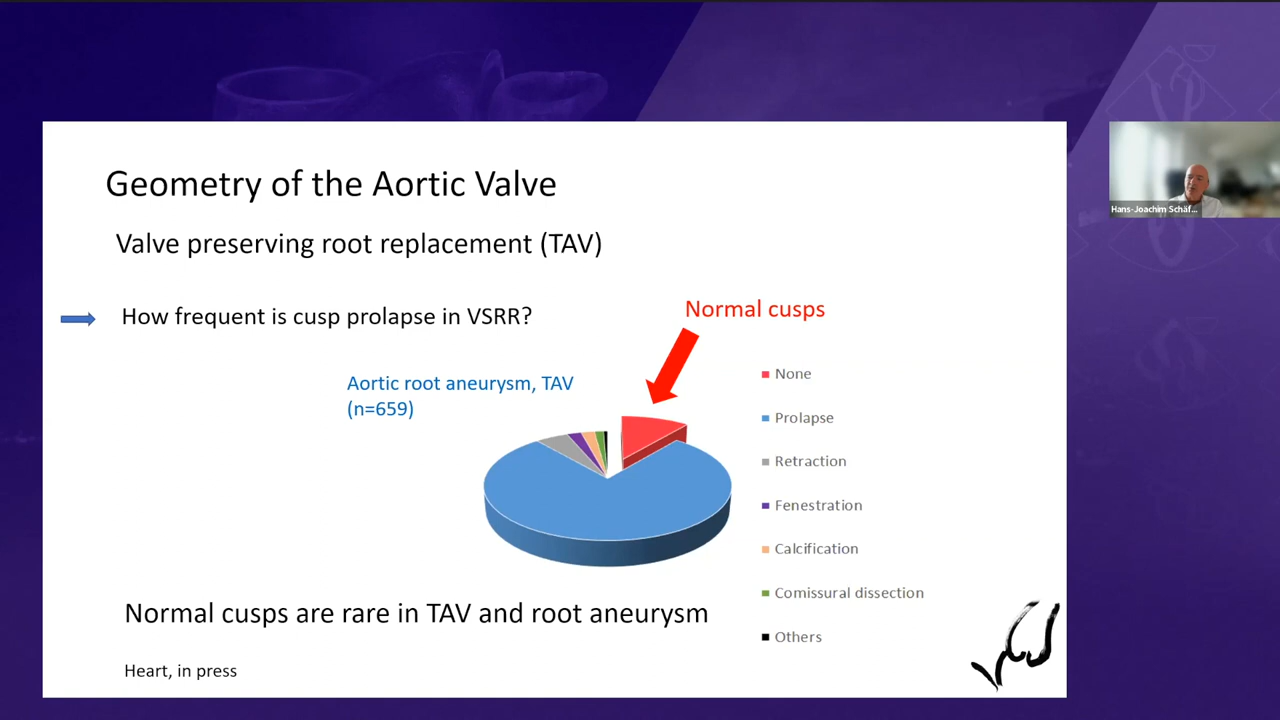 Geometry of the Aortic Valve
Valve preserving root replacement (TAV)
How frequent is cusp prolapse in VSRR?
Normal cusps
Aortic root aneurysm, TAV
(n=659)
None
Prolapse
Retraction
Fenestration
Calcification
Comissural dissection
Others
Normal cusps are rare in TAV and root aneurysm
Heart, in press
Hans-Joachim Schäf...